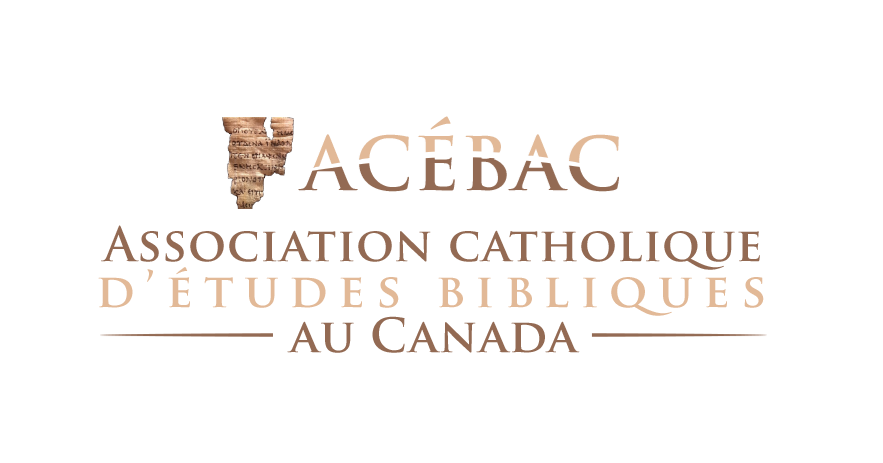 ACÉBAC
ASSOCIATION CATHOLIQUE
D'ÉTUDES BIBLIQUES
AU CANADA